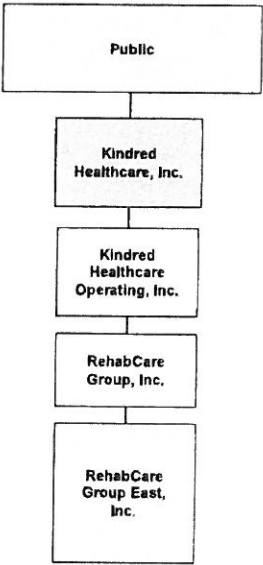 Public
Kindred
Healthcare, Inc.
Kindred
Healthcare
Operating, Inc.
RehabCare
Group, Inc.
RehabCare
Group East,
Inc.